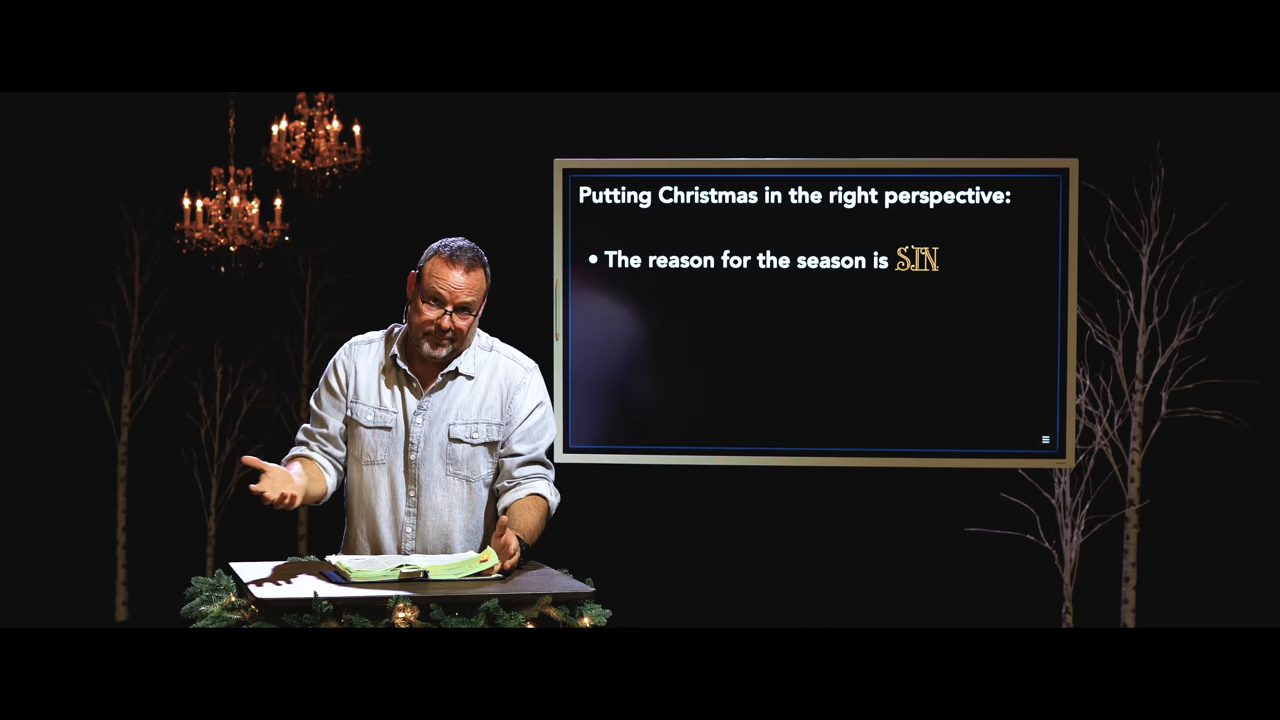 Putting Christmas in the right perspective:
• The reason for the season is SIN